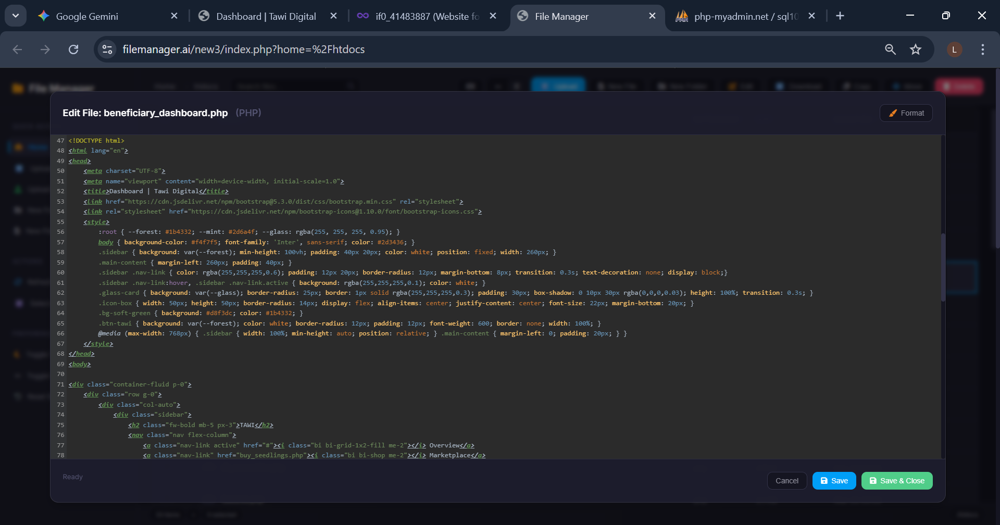 Google Gemini
Dashboard | Tawi Digital
if0_41483887 (Website fo
File Manager
php-myadmin.net / sql10
filemanager.ai/new3/index.php?home=%2Fhtdocs
L
File Manager
Edit File: beneficiary_dashboard.php (PHP)
Format
47 <!DOCTYPE html>
48 <html lang="en">
49 <head>
50 <meta charset="UTF-8">
51 <meta name="viewport" content="width=device-width, initial-scale=1.0">
52 <title>Dashboard | Tawi Digital</title>
53 <link href="https://cdn.jsdelivr.net/npm/bootstrap@5.3.0/dist/css/bootstrap.min.css" rel="stylesheet">
54 <link rel="stylesheet" href="https://cdn.jsdelivr.net/npm/bootstrap-icons@1.10.0/font/bootstrap-icons.css">
55 <style>
56 :root { --forest: #1b4332; --mint: #2d6a4f; --glass: rgba(255, 255, 255, 0.95); }
57 body { background-color: #f4f7f5; font-family: 'Inter', sans-serif; color: #2d3436; }
58 .sidebar { background: var(--forest); min-height: 100vh; padding: 40px 20px; color: white; position: fixed; width: 260px; }
59 .main-content { margin-left: 260px; padding: 40px; }
60 .sidebar .nav-link { color: rgba(255,255,255,0.6); padding: 12px 20px; border-radius: 12px; margin-bottom: 8px; transition: 0.3s; text-decoration: none; display: block;}
61 .sidebar .nav-link:hover, .sidebar .nav-link.active { background: rgba(255,255,255,0.1); color: white; }
62 .glass-card { background: var(--glass); border-radius: 25px; border: 1px solid rgba(255,255,255,0.3); padding: 30px; box-shadow: 0 10px 30px rgba(0,0,0,0.03); height: 100%; transition: 0.3s; }
63 .icon-box { width: 50px; height: 50px; border-radius: 14px; display: flex; align-items: center; justify-content: center; font-size: 22px; margin-bottom: 20px; }
64 .bg-soft-green { background: #d8f3dc; color: #1b4332; }
65 .btn-tawi { background: var(--forest); color: white; border-radius: 12px; padding: 12px; font-weight: 600; border: none; width: 100%; }
66 @media (max-width: 768px) { .sidebar { width: 100%; min-height: auto; position: relative; } .main-content { margin-left: 0; padding: 20px; } }
67 </style>
68 </head>
69 <body>
70
71 <div class="container-fluid p-0">
72 <div class="row g-0">
73 <div class="col-auto">
74 <div class="sidebar">
75 <h2 class="fw-bold mb-5 px-3">TAWI</h2>
76 <nav class="nav flex-column">
77 <a class="nav-link active" href="#"><i class="bi bi-grid-1x2-fill me-2"></i> Overview</a>
78 <a class="nav-link" href="buy_seedlings.php"><i class="bi bi-shop me-2"></i> Marketplace</a>
Ready
Cancel
Save
Save & Close